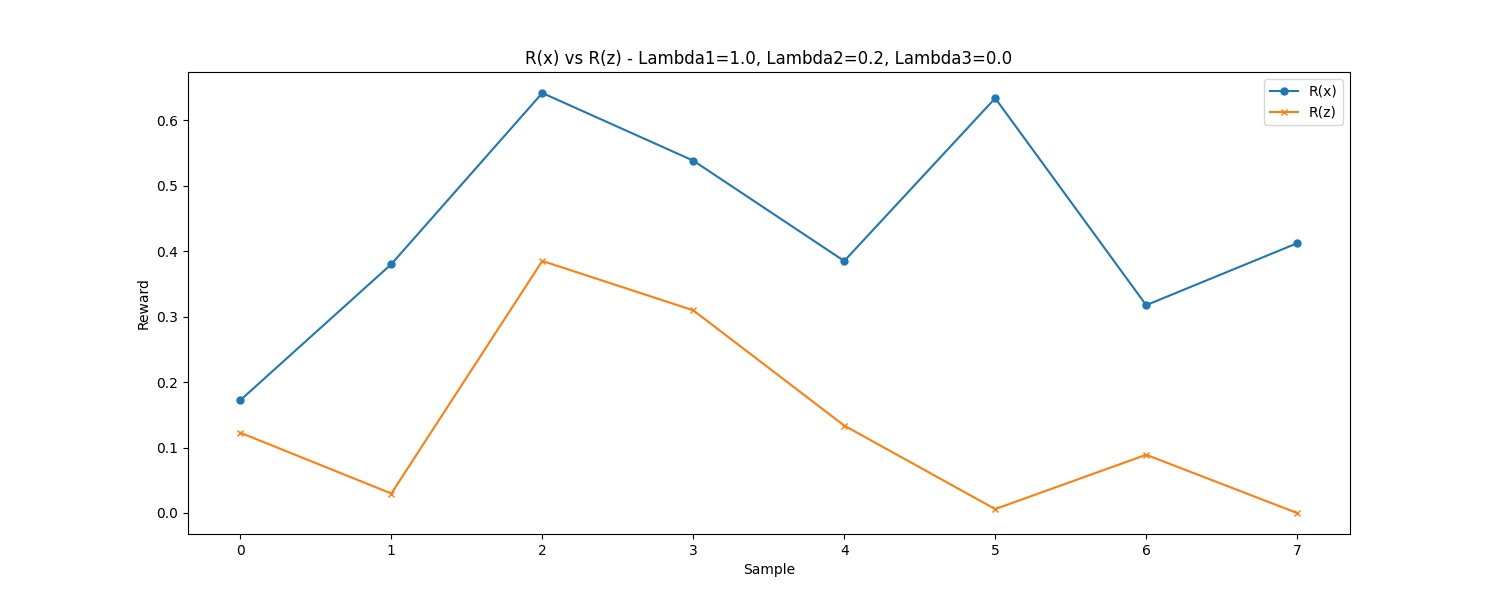 R(x) vs R(z) - Lambda1=1.0, Lambda2=0.2, Lambda3=0.0
R(x)
R(z)
0.6
0.5
0.4
0.3
0.2
0.1
0.0
Reward
0 1 2 3 4 5 6 7
Sample